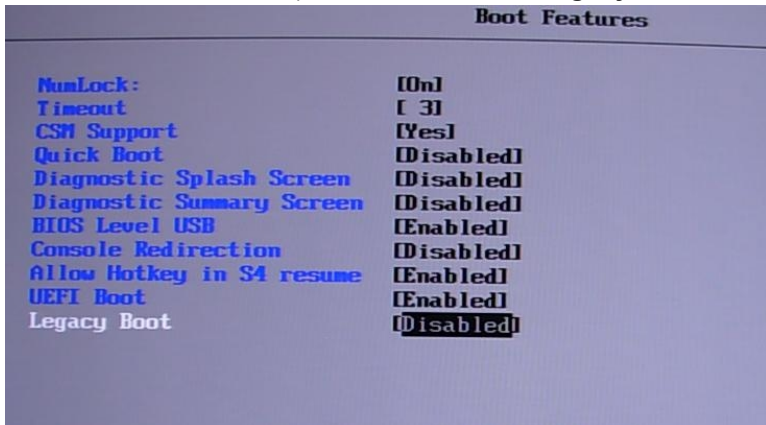 Boot Features
NumLock: [On]
Timeout [ 3]
CSM Support [Yes]
Quick Boot [Disabled]
Diagnostic Splash Screen [Disabled]
Diagnostic Summary Screen [Disabled]
BIOS Level USB [Enabled]
Console Redirection [Disabled]
Allow Hotkey in S4 resume [Enabled]
UEFI Boot [Enabled]
Legacy Boot [Disabled]